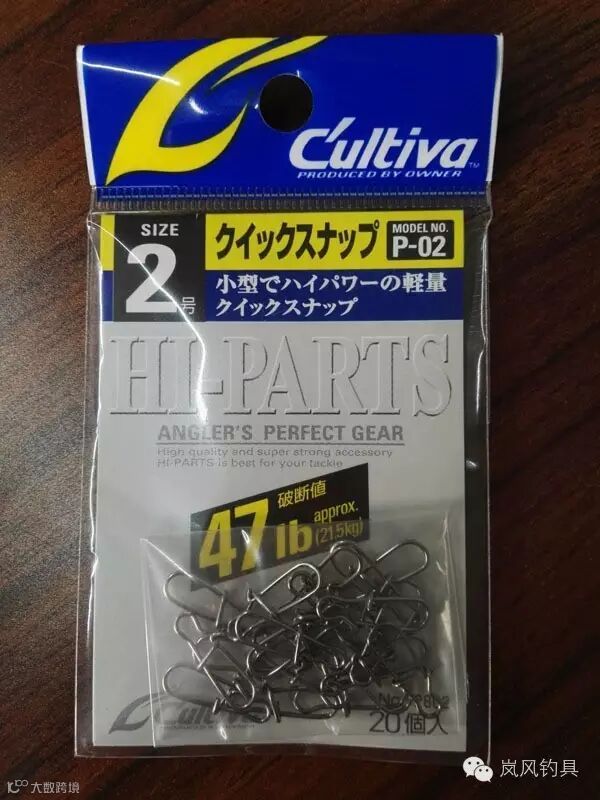 C'ultiva
TM
PRODUCED BY OWNER
SIZE
2号
クイックスナップ
MODEL NO.
P-02
小型でハイパワーの軽量
クイックスナップ
HI-PARTS
ANGLER'S PERFECT GEAR
High quality and super strong accessory
HI-PARTS is best for your tackle
破断値
47lb approx.
(21.5kg)
C'ultiva
20個入
大数跨境
岚风钓具